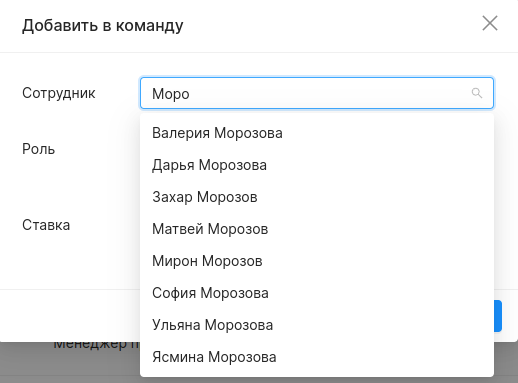 Добавить в команду
Сотрудник
Моро
Роль
Ставка
Валерия Морозова
Дарья Морозова
Захар Морозов
Матвей Морозов
Мирон Морозов
София Морозова
Ульяна Морозова
Ясмина Морозова
Менеджер